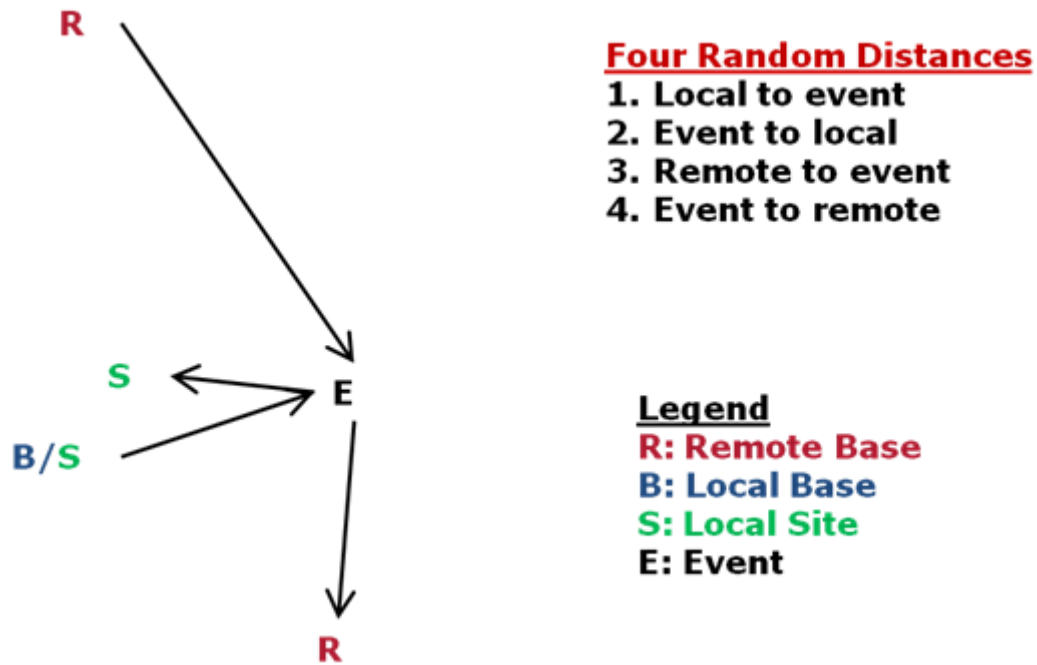 R
Four Random Distances
1. Local to event
2. Event to local
3. Remote to event
4. Event to remote
S
E
B/S
R
Legend
R: Remote Base
B: Local Base
S: Local Site
E: Event